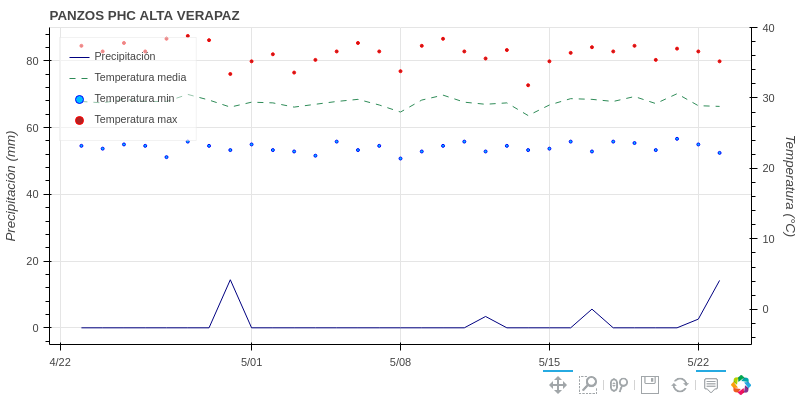 PANZOS PHC ALTA VERAPAZ
Precipitación
Temperatura media
Temperatura min
Temperatura max
Precipitación (mm)
80
60
40
20
0
Temperatura (°C)
40
30
20
10
0
4/22
5/01
5/08
5/15
5/22